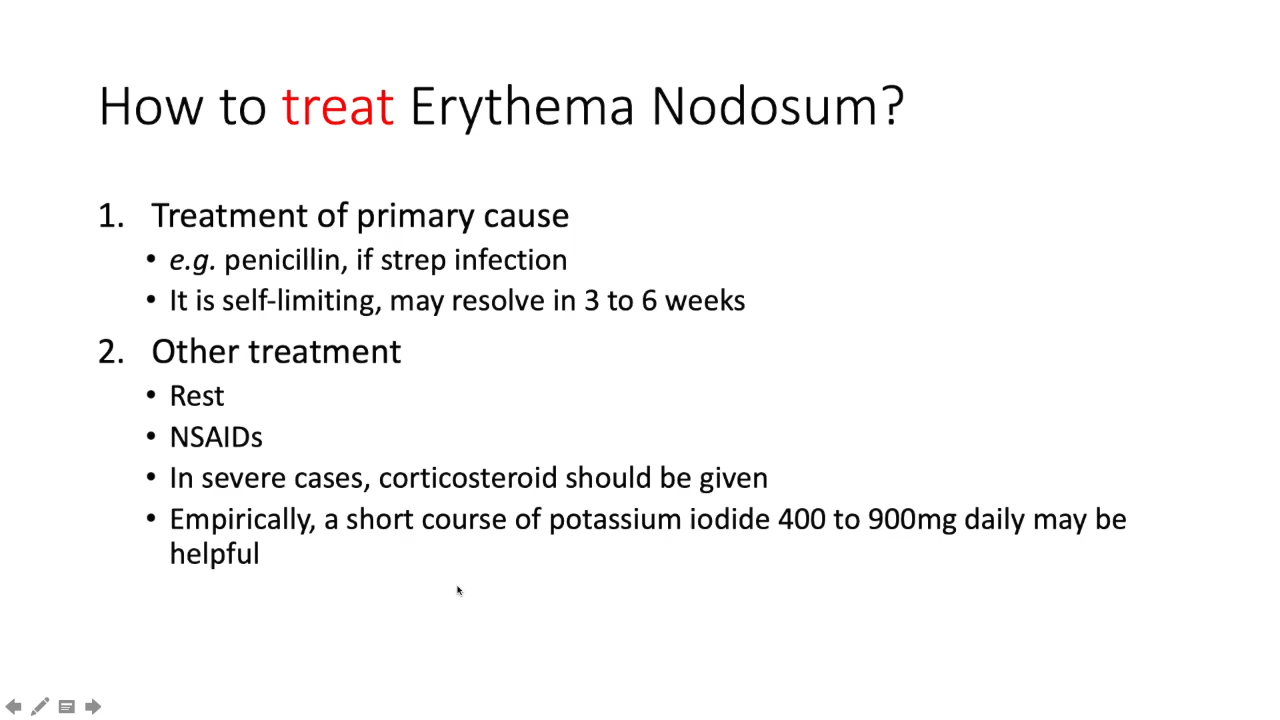 How to treat Erythema Nodosum?
1. Treatment of primary cause
• e.g. penicillin, if strep infection
• It is self-limiting, may resolve in 3 to 6 weeks
2. Other treatment
• Rest
• NSAIDs
• In severe cases, corticosteroid should be given
• Empirically, a short course of potassium iodide 400 to 900mg daily may be
helpful